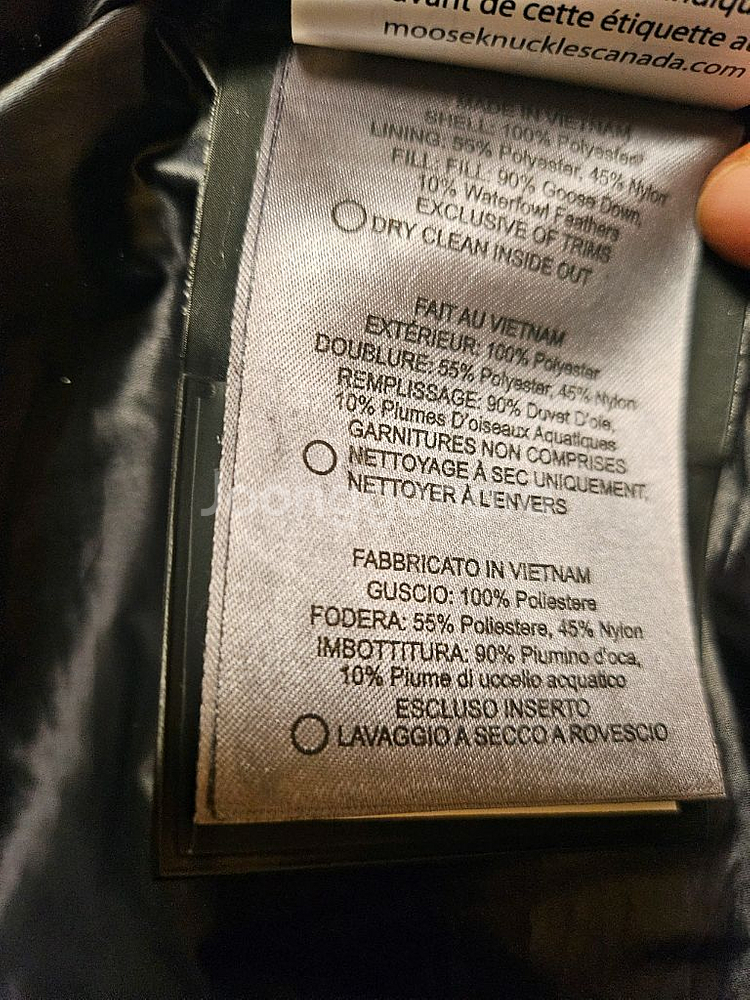 avant de cette étiquette
mooseknucklescanada.com
MADE IN VIETNAM
SHELL: 100% Polyester
LINING: 55% Polyester, 45% Nylon
FILL: FILL: 90% Goose Down,
10% Waterfowl Feathers
EXCLUSIVE OF TRIMS
DRY CLEAN INSIDE OUT
FAIT AU VIETNAM
EXTÉRIEUR: 100% Polyester
DOUBLURE: 55% Polyester, 45% Nylon
REMPLISSAGE: 90% Duvet D'oie,
10% Plumes D'oiseaux Aquatiques
GARNITURES NON COMPRISES
NETTOYAGE À SEC UNIQUEMENT,
NETTOYER À L'ENVERS
FABBRICATO IN VIETNAM
GUSCIO: 100% Poliestere
FODERA: 55% Poliestere, 45% Nylon
IMBOTTITURA: 90% Piumino d'oca,
10% Piume di uccello acquatico
ESCLUSO INSERTO
LAVAGGIO A SECCO A ROVESCIO